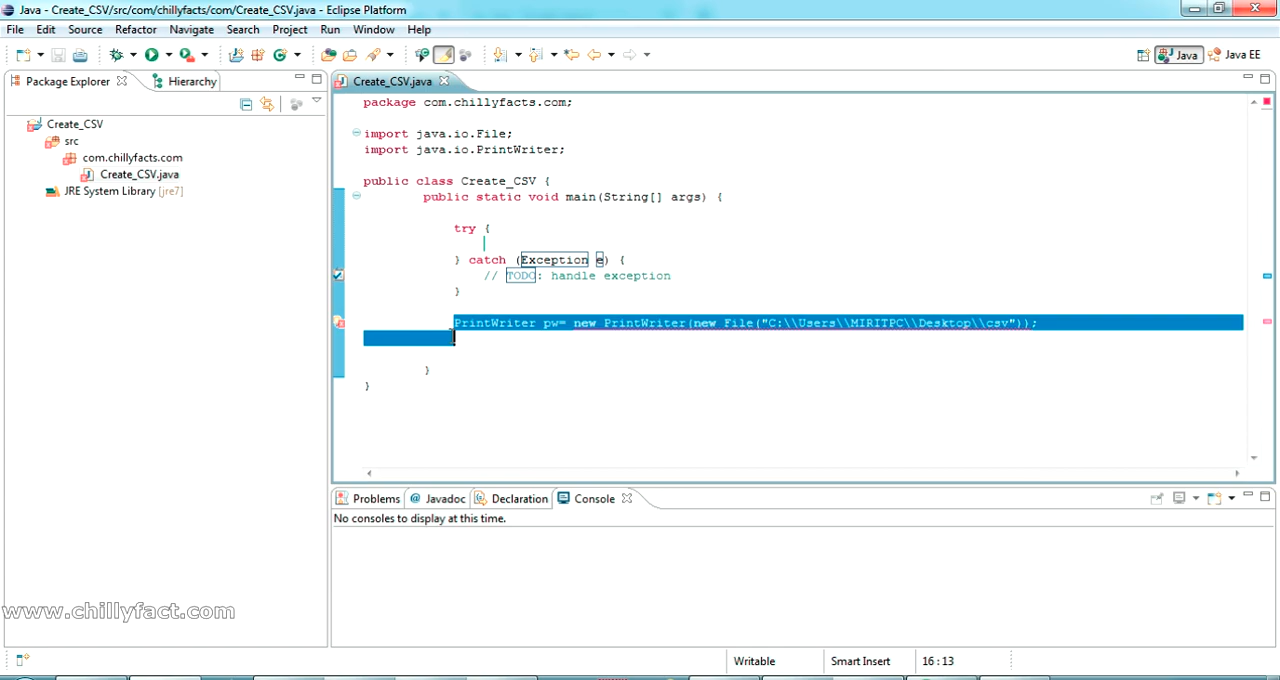 Java - Create_CSV/src/com/chillyfacts/com/Create_CSV.java - Eclipse Platform
File Edit Source Refactor Navigate Search Project Run Window Help
Java Java EE
Package Explorer Hierarchy
Create_CSV.java
Create_CSV
src
com.chillyfacts.com
Create_CSV.java
JRE System Library [jre7]
package com.chillyfacts.com;
import java.io.File;
import java.io.PrintWriter;
public class Create_CSV {
public static void main(String[] args) {
try {
} catch (Exception e) {
// TODO: handle exception
}
PrintWriter pw= new PrintWriter(new File("C:\\Users\\MIRITPC\\Desktop\\csv"));
}
}
Problems Javadoc Declaration Console
No consoles to display at this time.
www.chillyfact.com
Writable Smart Insert 16 : 13